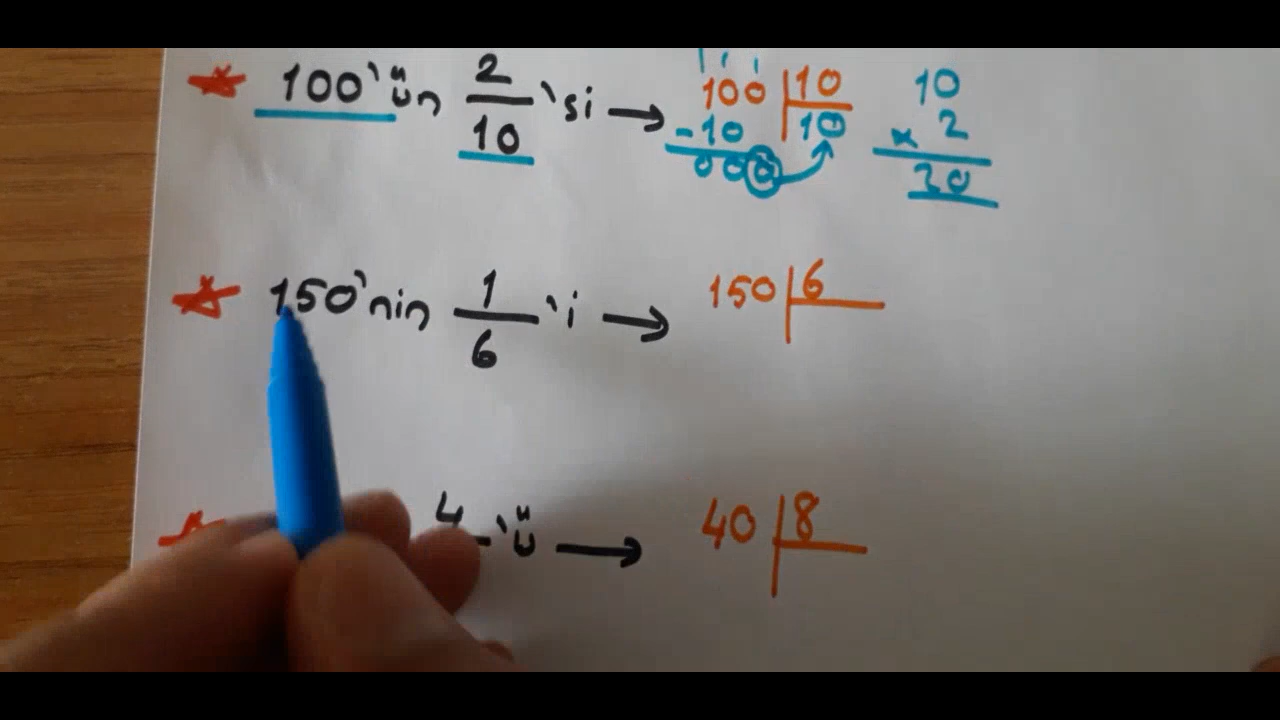 100'ün 2/10 'si → 100 | 10 10
- 10 10 x 2
000 20
150'nin 1/6 'i → 150 | 6
4 'ü → 40 | 8